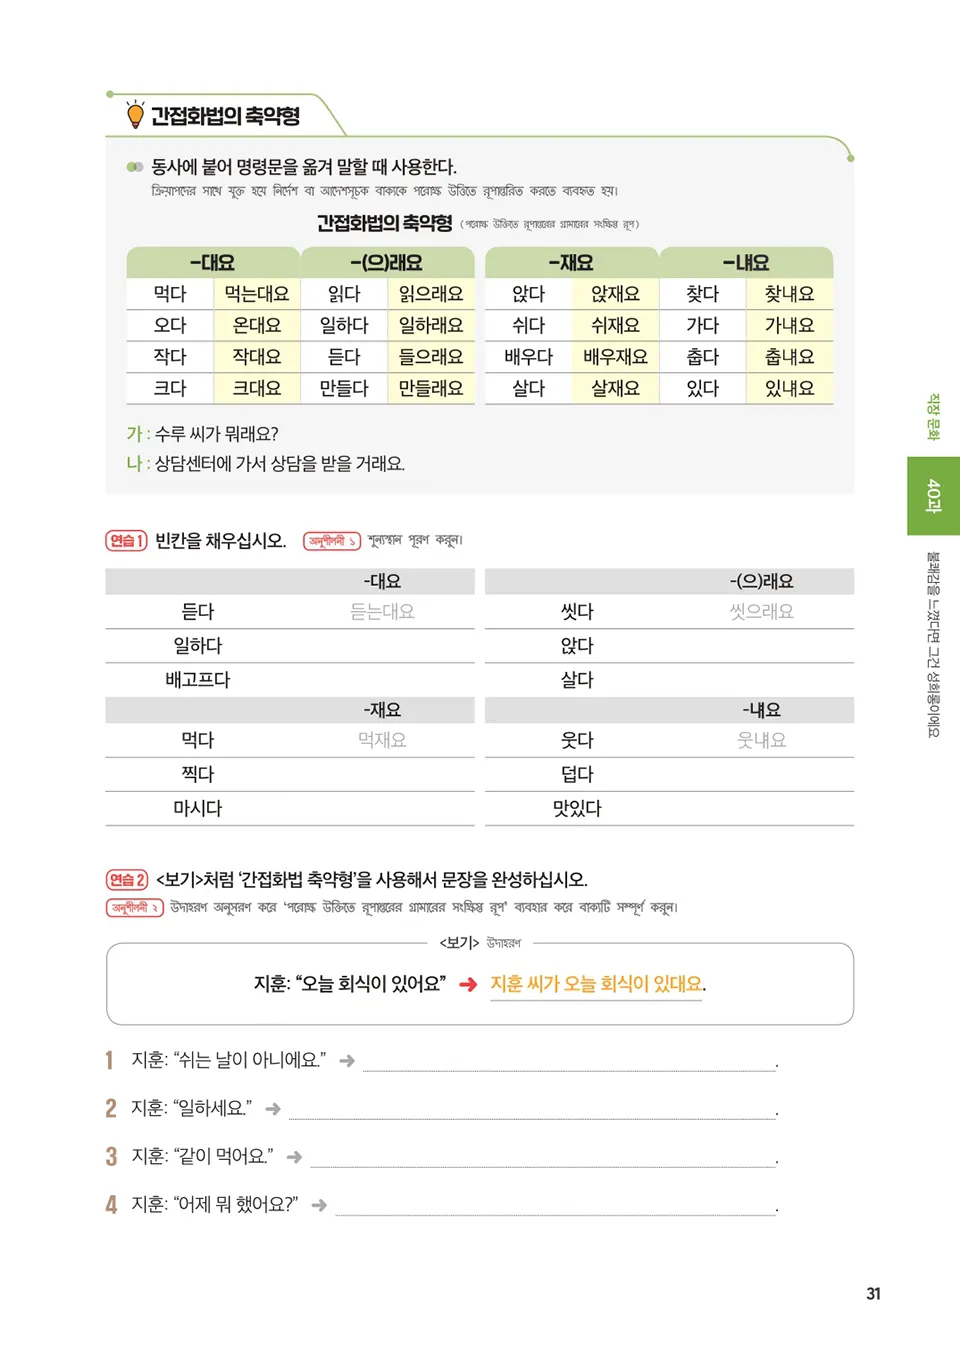 간접화법의 축약형
동사에 붙어 명령문을 옮겨 말할 때 사용한다.
ক্রিয়াপদের সাথে যুক্ত হয়ে নির্দেশ বা আদেশসূচক বাক্যকে পরোক্ষ উক্তিতে রূপান্তরিত করতে ব্যবহৃত হয়।
간접화법의 축약형 (পরোক্ষ উক্তিতে রূপান্তরের গ্রামারের সংক্ষিপ্ত রূপ)
-대요 -(으)래요 -재요 -냬요
먹다 먹는대요 읽다 읽으래요 앉다 앉재요 찾다 찾냬요
오다 온대요 일하다 일하래요 쉬다 쉬재요 가다 가냬요
작다 작대요 듣다 들으래요 배우다 배우재요 춥다 춥냬요
크다 크대요 만들다 만들래요 살다 살재요 있다 있냬요
가 : 수루 씨가 뭐래요?
나 : 상담센터에 가서 상담을 받을 거래요.
연습 1 빈칸을 채우십시오. অনুশীলনী ১ শূন্যস্থান পূরণ করুন।
-대요 -(으)래요
듣다 듣는대요 씻다 씻으래요
일하다 앉다
배고프다 살다
-재요 -냬요
먹다 먹재요 웃다 웃냬요
찍다 덥다
마시다 맛있다
연습 2 <보기>처럼 ‘간접화법 축약형’을 사용해서 문장을 완성하십시오.
অনুশীলনী ২ উদাহরণ অনুসরণ করে ‘পরোক্ষ উক্তিতে রূপান্তরের গ্রামারের সংক্ষিপ্ত রূপ’ ব্যবহার করে বাক্যটি সম্পূর্ণ করুন।
<보기> উদাহরণ
지훈: “오늘 회식이 있어요” ➜ 지훈 씨가 오늘 회식이 있대요.
1 지훈: “쉬는 날이 아니에요.” ➜ .
2 지훈: “일하세요.” ➜ .
3 지훈: “같이 먹어요.” ➜ .
4 지훈: “어제 뭐 했어요?” ➜ .
직장 문화
40과
불쾌감을 느꼈다면 그건 성희롱이에요
31